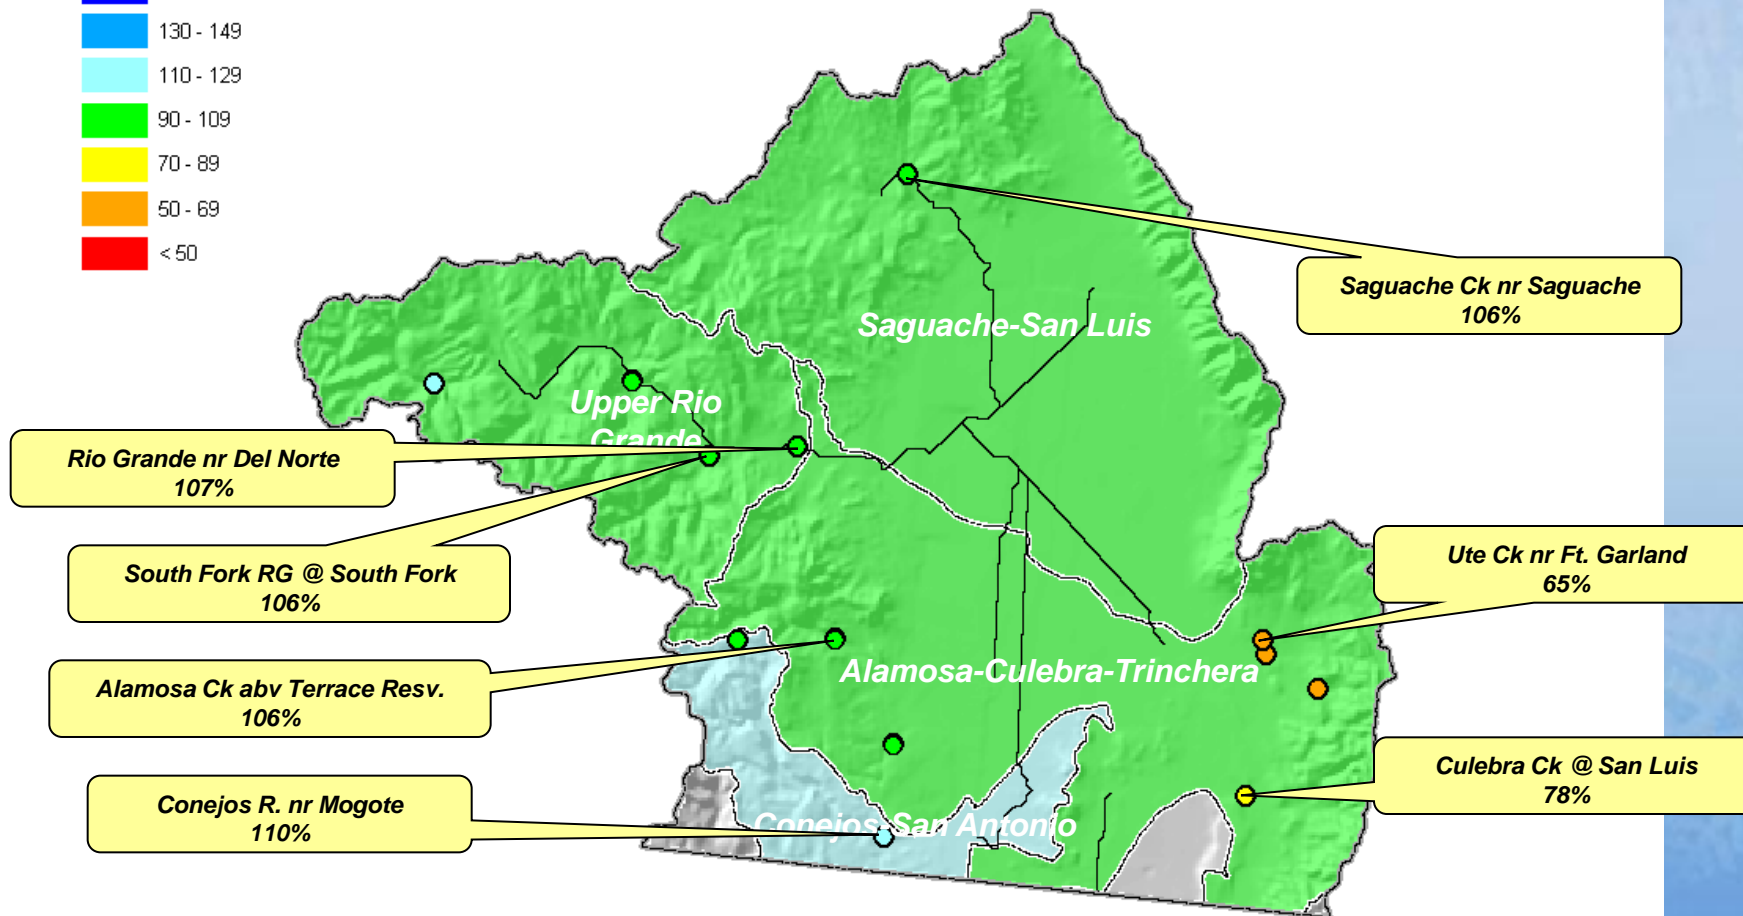 130 - 149
110 - 129
90 - 109
70 - 89
50 - 69
< 50
Saguache Ck nr Saguache
106%
Saguache-San Luis
Upper Rio
Grande
Rio Grande nr Del Norte
107%
South Fork RG @ South Fork
106%
Ute Ck nr Ft. Garland
65%
Alamosa-Culebra-Trinchera
Alamosa Ck abv Terrace Resv.
106%
Culebra Ck @ San Luis
78%
Conejos R. nr Mogote
110%
Conejos-San Antonio